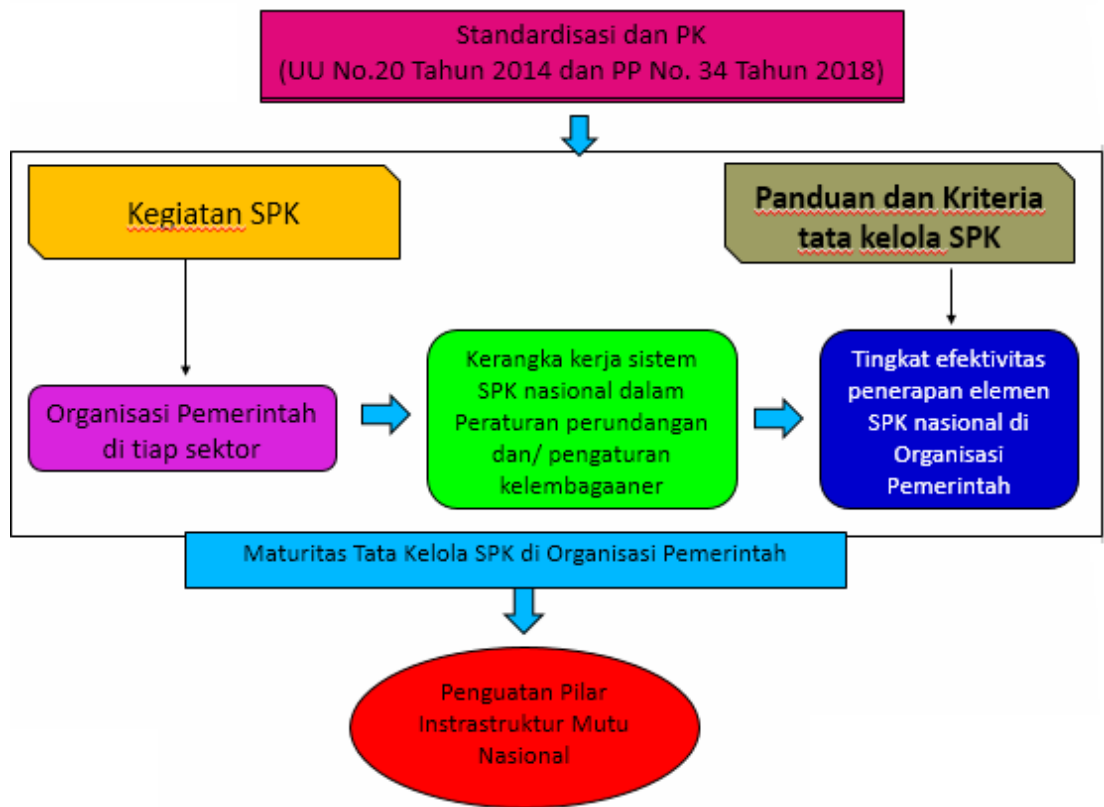 Standardisasi dan PK
(UU No.20 Tahun 2014 dan PP No. 34 Tahun 2018)
Kegiatan SPK
Panduan dan Kriteria
tata kelola SPK
Organisasi Pemerintah
di tiap sektor
Kerangka kerja sistem
SPK nasional dalam
Peraturan perundangan
dan/ pengaturan
kelembagaaner
Tingkat efektivitas
penerapan elemen
SPK nasional di
Organisasi
Pemerintah
Maturitas Tata Kelola SPK di Organisasi Pemerintah
Penguatan Pilar
Instrastruktur Mutu
Nasional